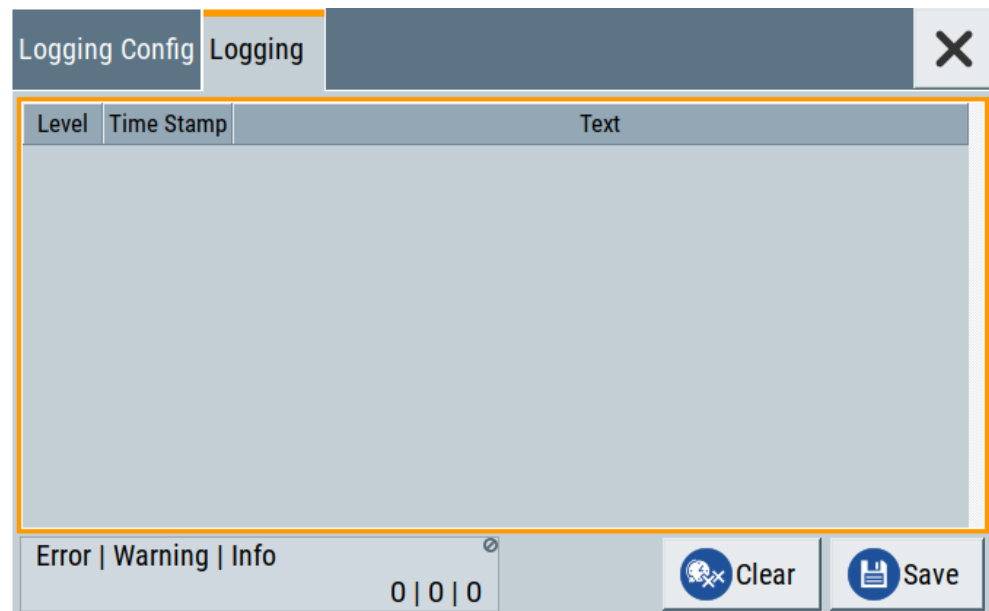 Logging Config Logging
Level Time Stamp Text
Error | Warning | Info
0 | 0 | 0
Clear Save